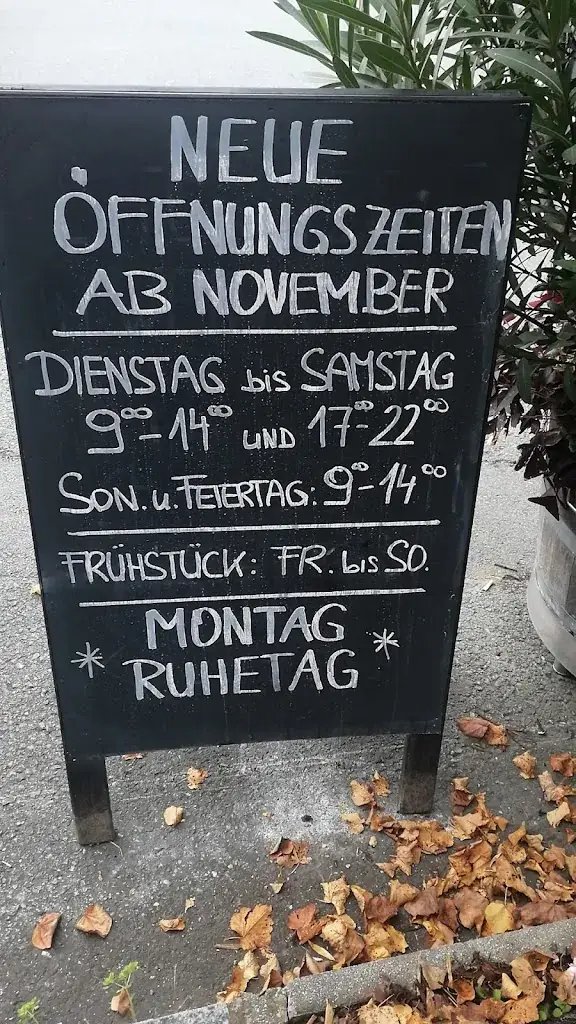 NEUE
ÖFFNUNGSZEITEN
AB NOVEMBER
DIENSTAG bis SAMSTAG
9⁰⁰-14⁰⁰ UND 17⁰⁰-22⁰⁰
SON. u. FEIERTAG: 9⁰⁰-14⁰⁰
FRÜHSTÜCK: FR. bis SO.
MONTAG
* RUHETAG *